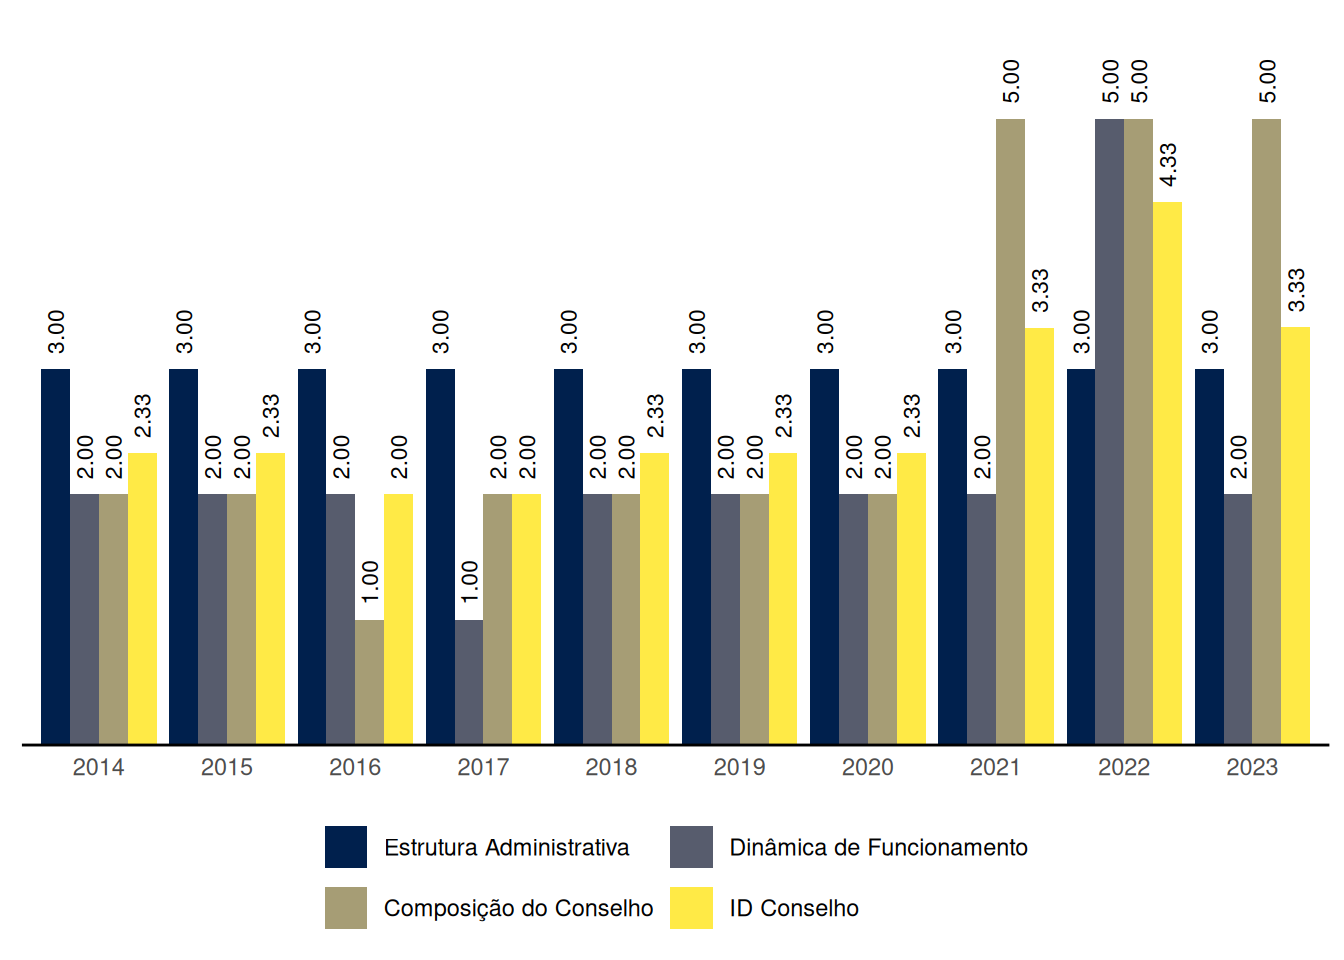 3.00 2.00 2.00 2.33
3.00 2.00 2.00 2.33
3.00 2.00 1.00 2.00
3.00 1.00 2.00 2.00
3.00 2.00 2.00 2.33
3.00 2.00 2.00 2.33
3.00 2.00 2.00 2.33
3.00 2.00 5.00 3.33
3.00 5.00 5.00 4.33
3.00 2.00 5.00 3.33
2014 2015 2016 2017 2018 2019 2020 2021 2022 2023
Estrutura Administrativa Dinâmica de Funcionamento
Composição do Conselho ID Conselho